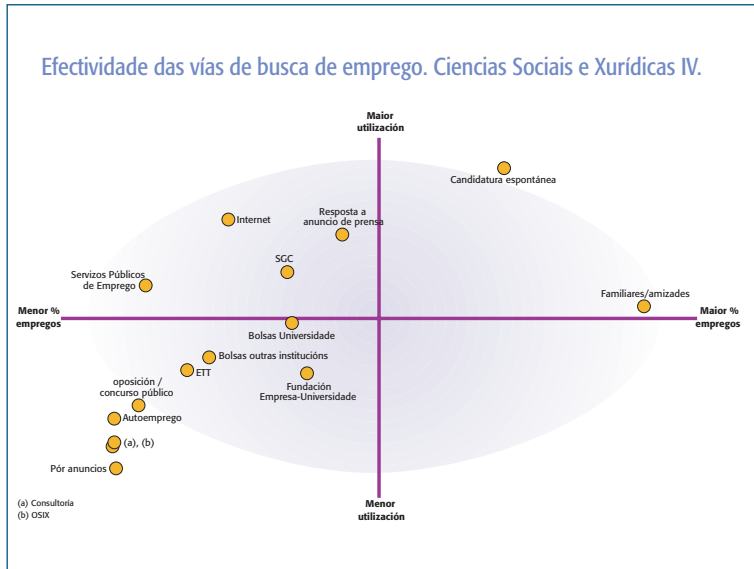 Efectividade das vías de busca de emprego. Ciencias Sociais e Xurídicas IV.
Maior
utilización
Candidatura espontánea
Internet
Resposta a
anuncio de prensa
SGC
Servizos Públicos
de Emprego
Familiares/amizades
Menor %
empregos
Maior %
empregos
Bolsas Universidade
Bolsas outras institucións
ETT
Fundación
Empresa-Universidade
oposición /
concurso público
Autoemprego
(a), (b)
Pór anuncios
(a) Consultoría
(b) OSIX
Menor
utilización